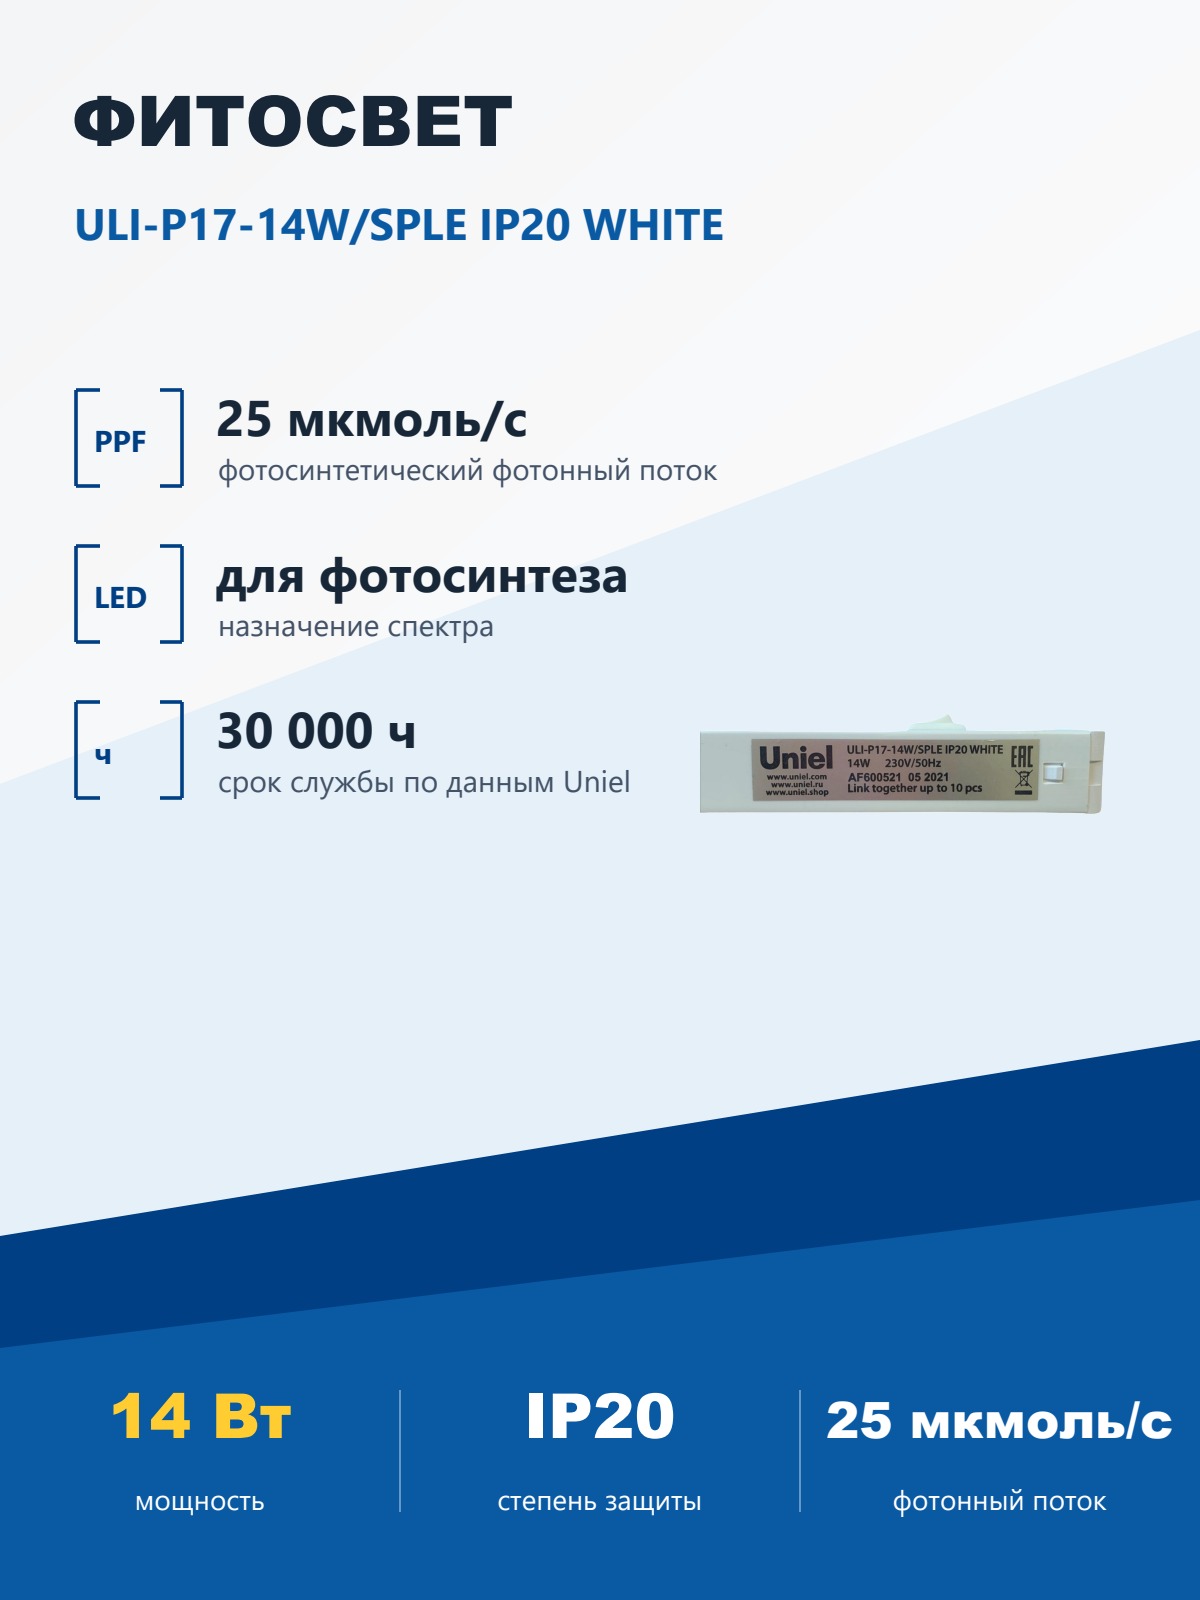 ФИТОСВЕТ
ULI-P17-14W/SPLE IP20 WHITE
PPF
25 мкмоль/с
фотосинтетический фотонный поток
LED
для фотосинтеза
назначение спектра
ч
30 000 ч
срок службы по данным Uniel
Uniel
www.uniel.com
www.uniel.ru
www.uniel.shop
ULI-P17-14W/SPLE IP20 WHITE
14W 230V/50Hz
AF600521 05 2021
Link together up to 10 pcs
EAC
14 Вт
мощность
IP20
степень защиты
25 мкмоль/с
фотонный поток